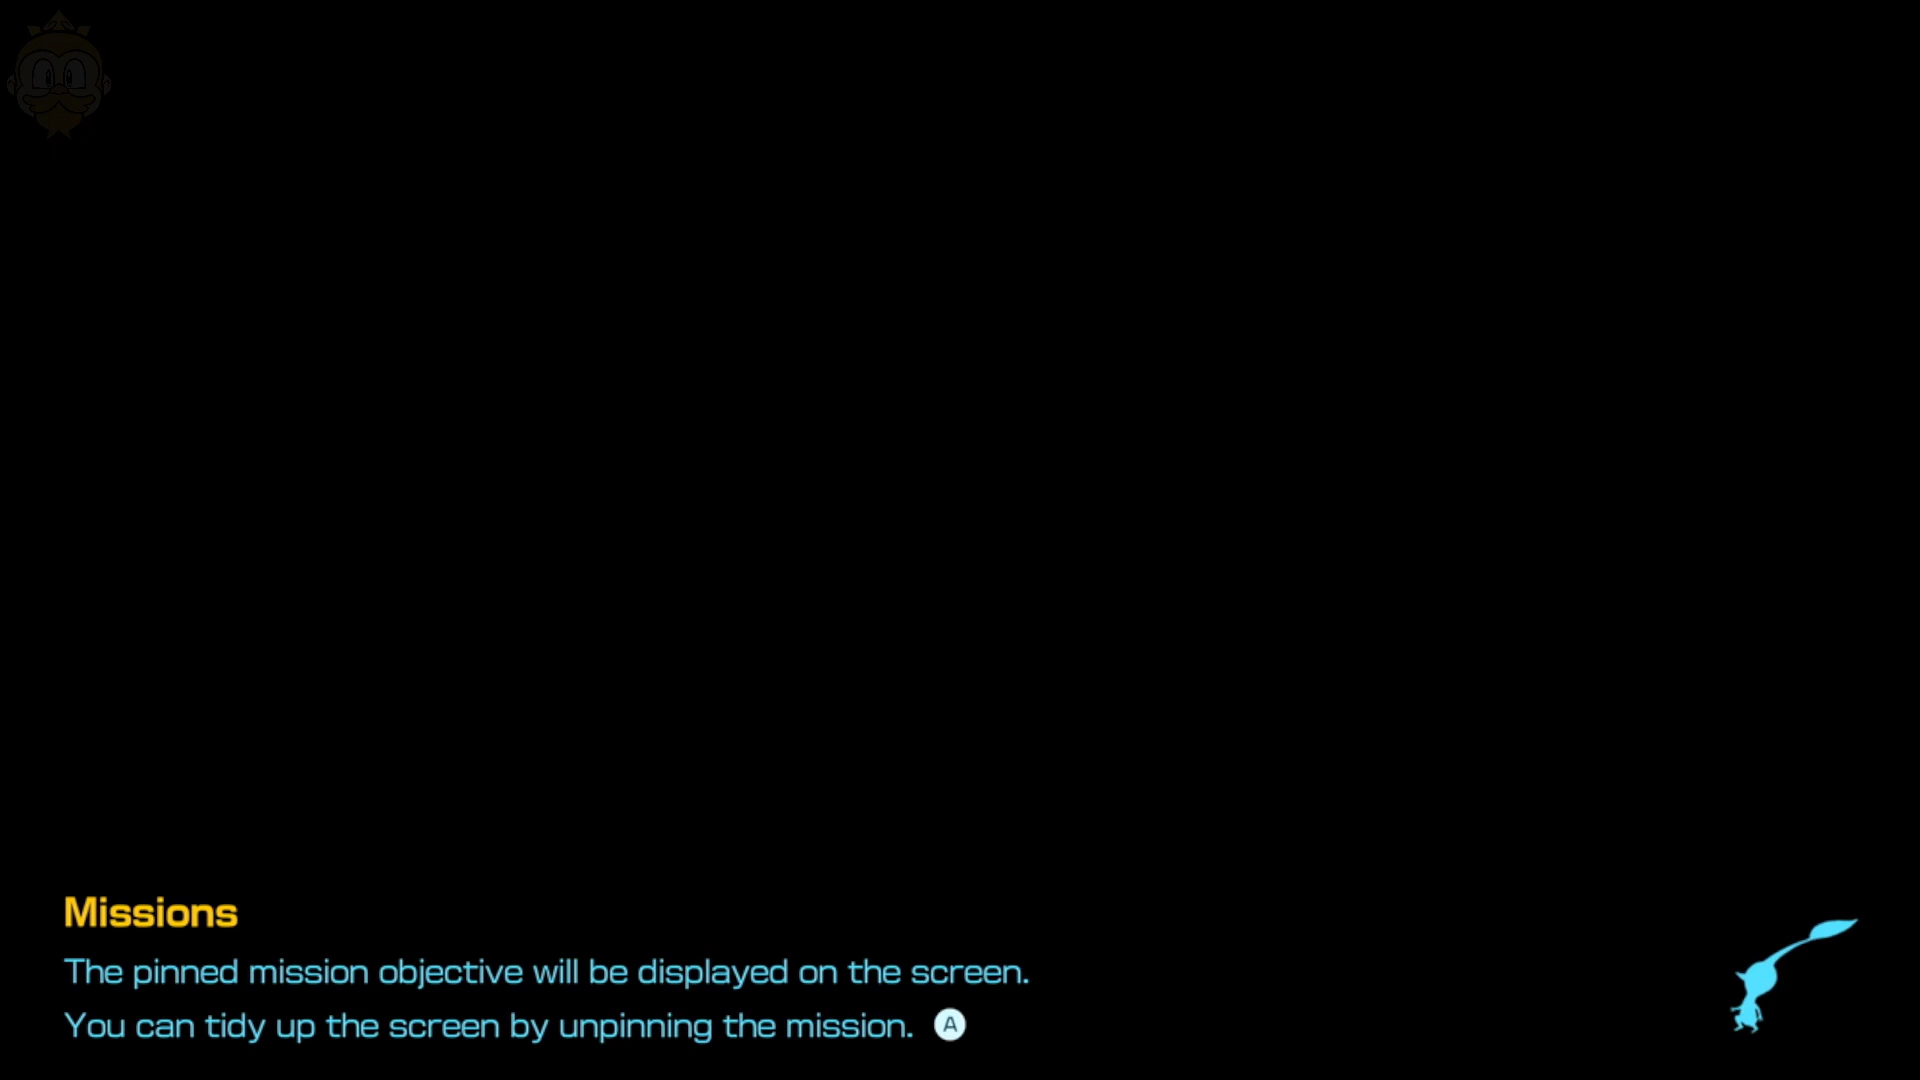 Missions
The pinned mission objective will be displayed on the screen.
You can tidy up the screen by unpinning the mission. A